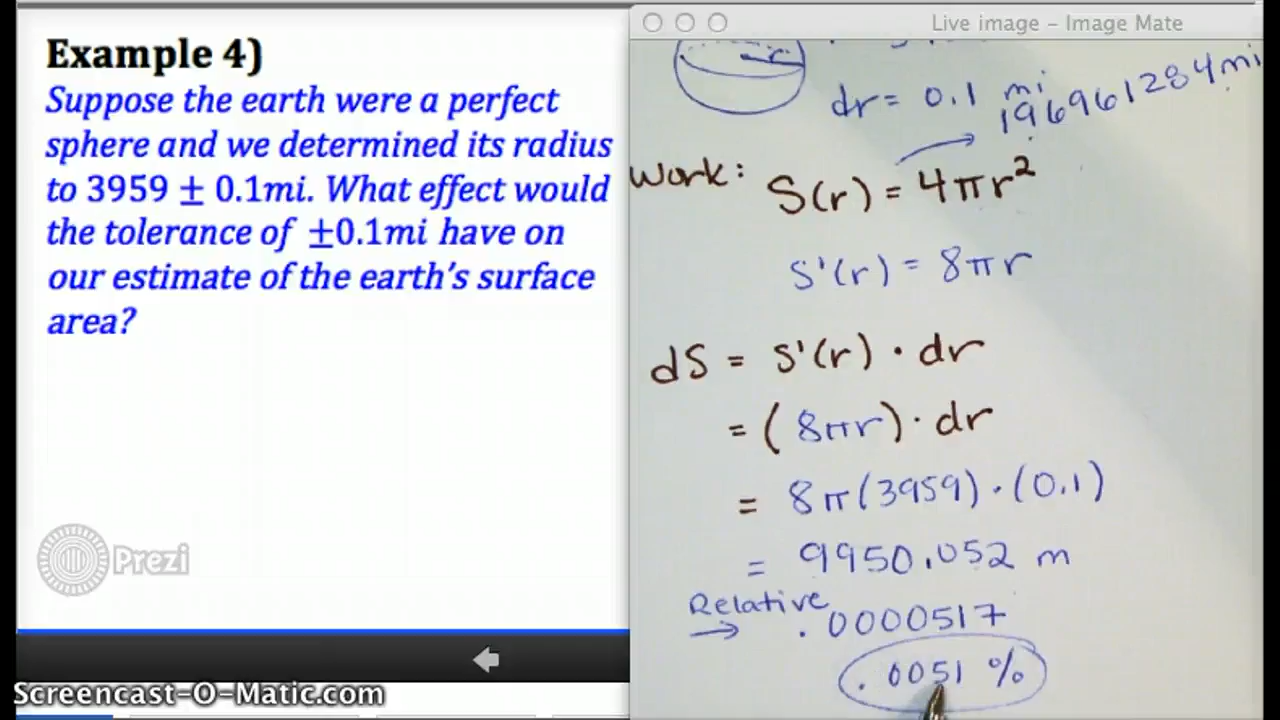 Example 4)
Suppose the earth were a perfect
sphere and we determined its radius
to 3959 ± 0.1mi. What effect would
the tolerance of ±0.1mi have on
our estimate of the earth's surface
area?
Prezi
Screencast-O-Matic.com
Live image - Image Mate
r
dr = 0.1 mi
196961284mi
Work: S(r) = 4πr²
S'(r) = 8πr
dS = S'(r) · dr
= (8πr) · dr
= 8π(3959) · (0.1)
= 9950.052 m
Relative
→ .0000517
.0051 %